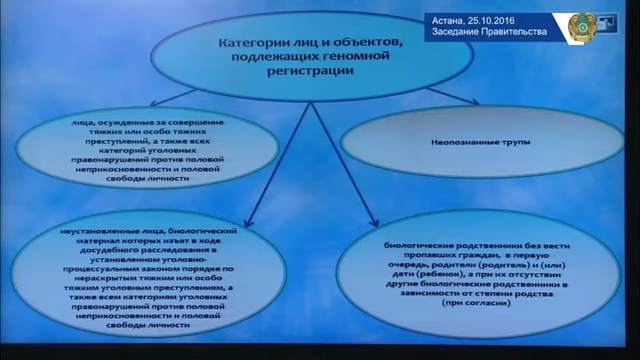 Астана, 25.10.2016
Заседание Правительства
Категории лиц и объектов,
подлежащих геномной
регистрации
лица, осужденные за совершение
тяжких или особо тяжких
преступлений, а также всех
категорий уголовных
правонарушений против половой
неприкосновенности и половой
свободы личности
Неопознанные трупы
неустановленные лица, биологический
материал которых изъят в ходе
досудебного расследования в
установленном уголовно-
процессуальным законом порядке по
нераскрытым тяжким или особо
тяжким уголовным преступлениям, а
также всем категориям уголовных
правонарушений против половой
неприкосновенности и половой
свободы личности
биологические родственники без вести
пропавших граждан, в первую
очередь, родители (родитель) и (или)
дети (ребенок), а при их отсутствии
другие биологические родственники в
зависимости от степени родства
(при согласии)